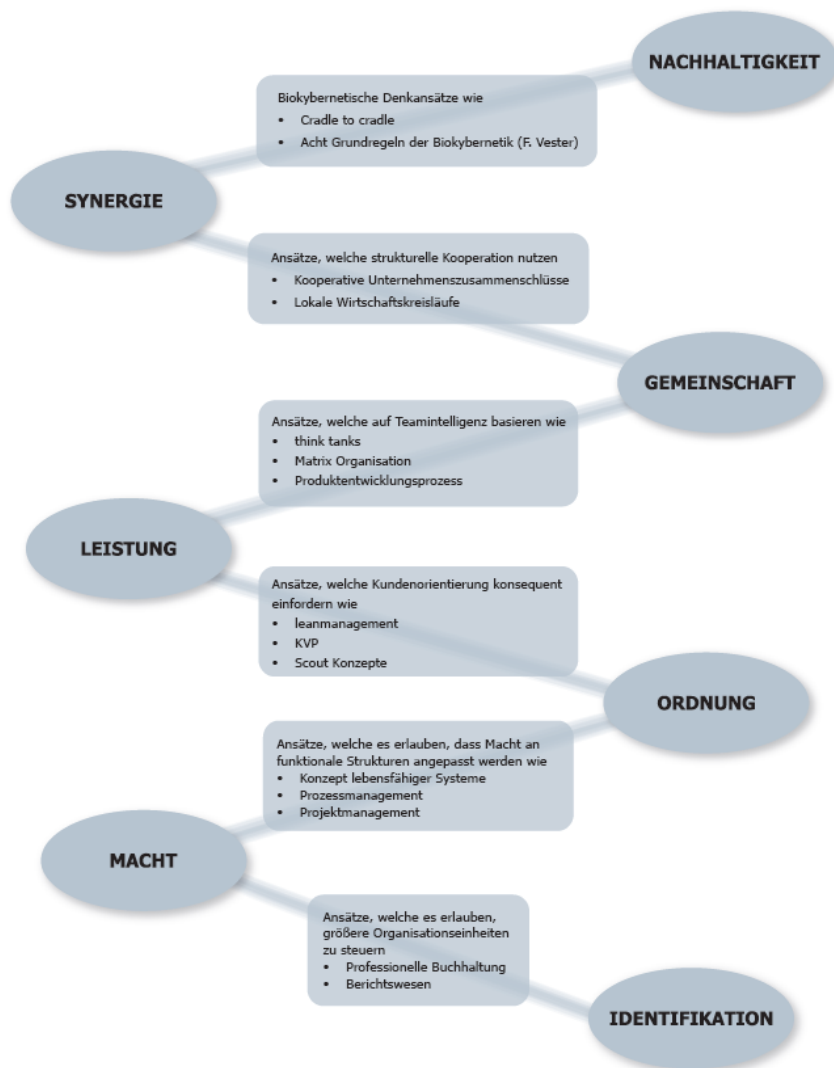 NACHHALTIGKEIT
Biokybernetische Denkansätze wie
• Cradle to cradle
• Acht Grundregeln der Biokybernetik (F. Vester)
SYNERGIE
Ansätze, welche strukturelle Kooperation nutzen
• Kooperative Unternehmenszusammenschlüsse
• Lokale Wirtschaftskreisläufe
GEMEINSCHAFT
Ansätze, welche auf Teamintelligenz basieren wie
• think tanks
• Matrix Organisation
• Produktentwicklungsprozess
LEISTUNG
Ansätze, welche Kundenorientierung konsequent
einfordern wie
• leanmanagement
• KVP
• Scout Konzepte
ORDNUNG
Ansätze, welche es erlauben, dass Macht an
funktionale Strukturen angepasst werden wie
• Konzept lebensfähiger Systeme
• Prozessmanagement
• Projektmanagement
MACHT
Ansätze, welche es erlauben,
größere Organisationseinheiten
zu steuern
• Professionelle Buchhaltung
• Berichtswesen
IDENTIFIKATION